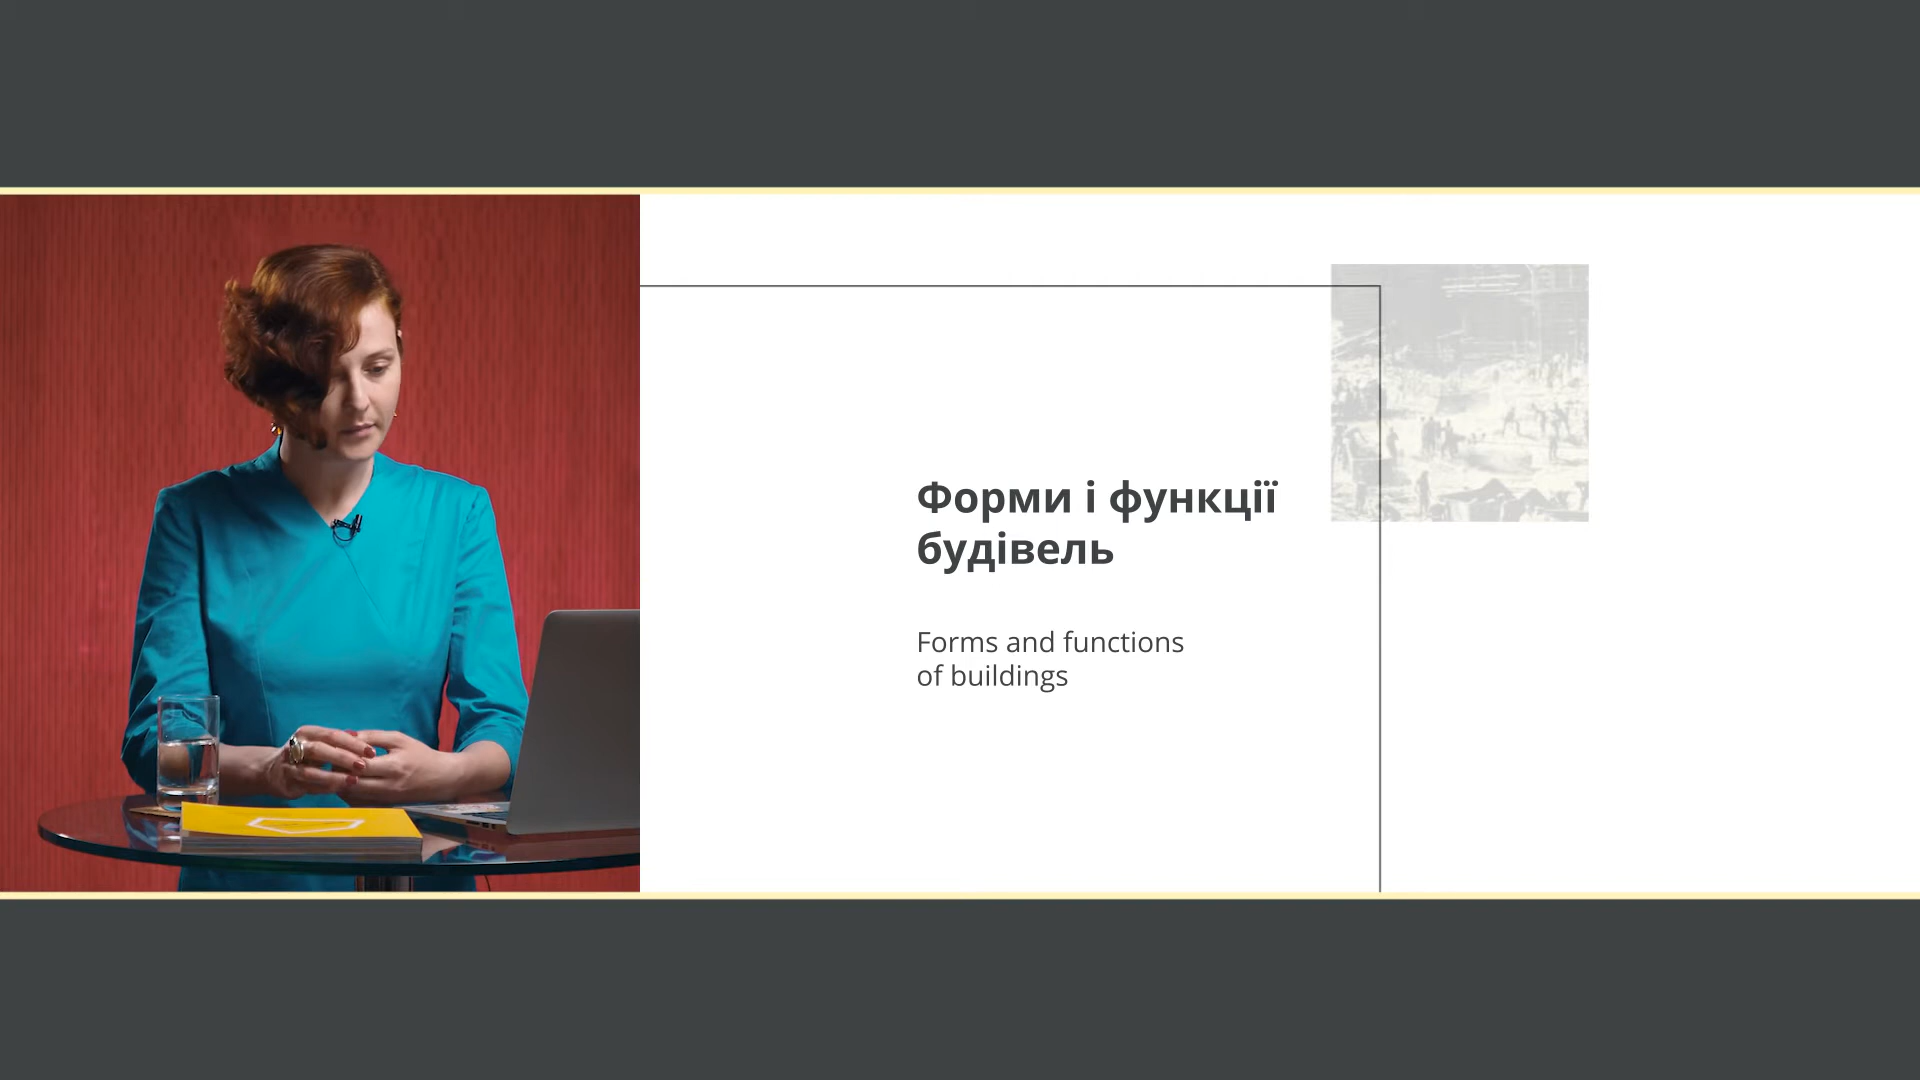 Форми і функції
будівель
Forms and functions
of buildings